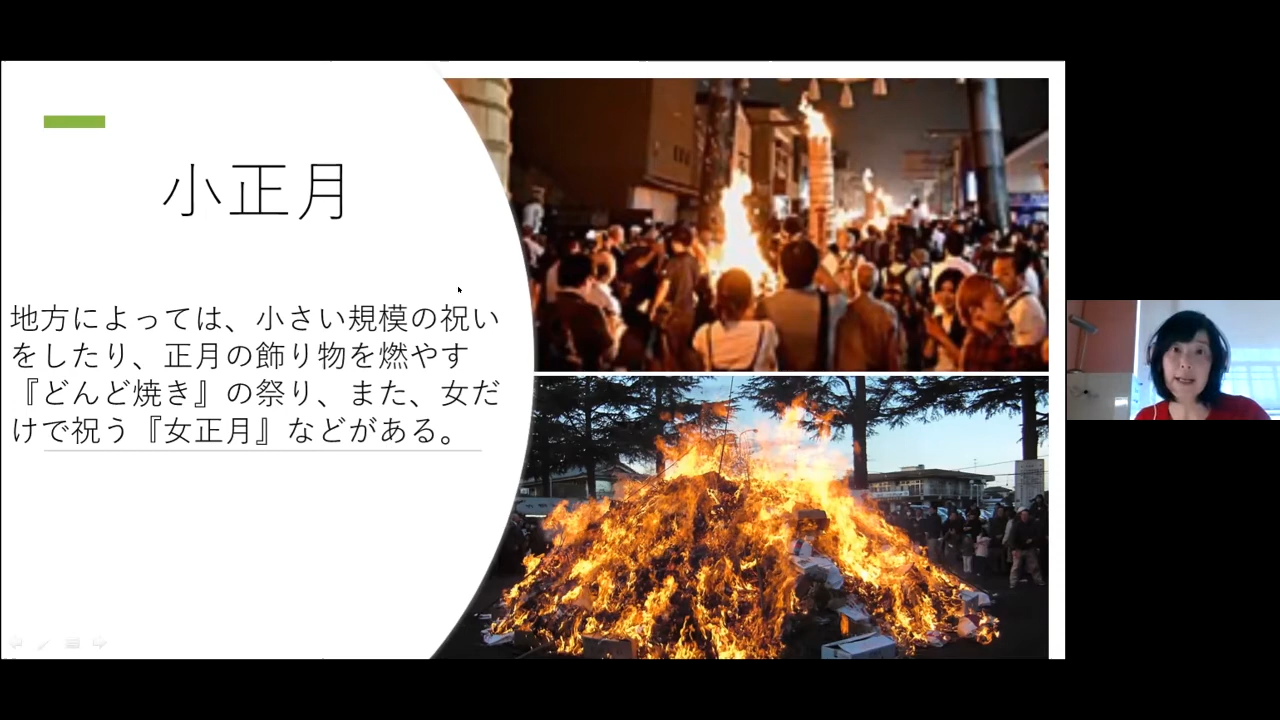 小正月
地方によっては、小さい規模の祝い
をしたり、正月の飾り物を燃やす
『どんど焼き』の祭り、また、女だ
けで祝う『女正月』などがある。